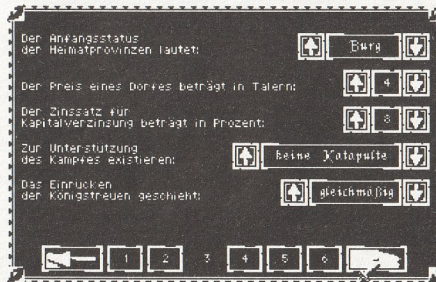 Der Anfangsstatus
der Heimatprovinzen lautet: Burg
Der Preis eines Dorfes beträgt in Talern: 4
Der Zinssatz für
Kapitalverzinsung beträgt in Prozent: 8
Zur Unterstützung
des Kampfes existieren: keine Katapulte
Das Einrücken
der Königstreuen geschieht: gleichmäßig
1 2 3 4 5 6